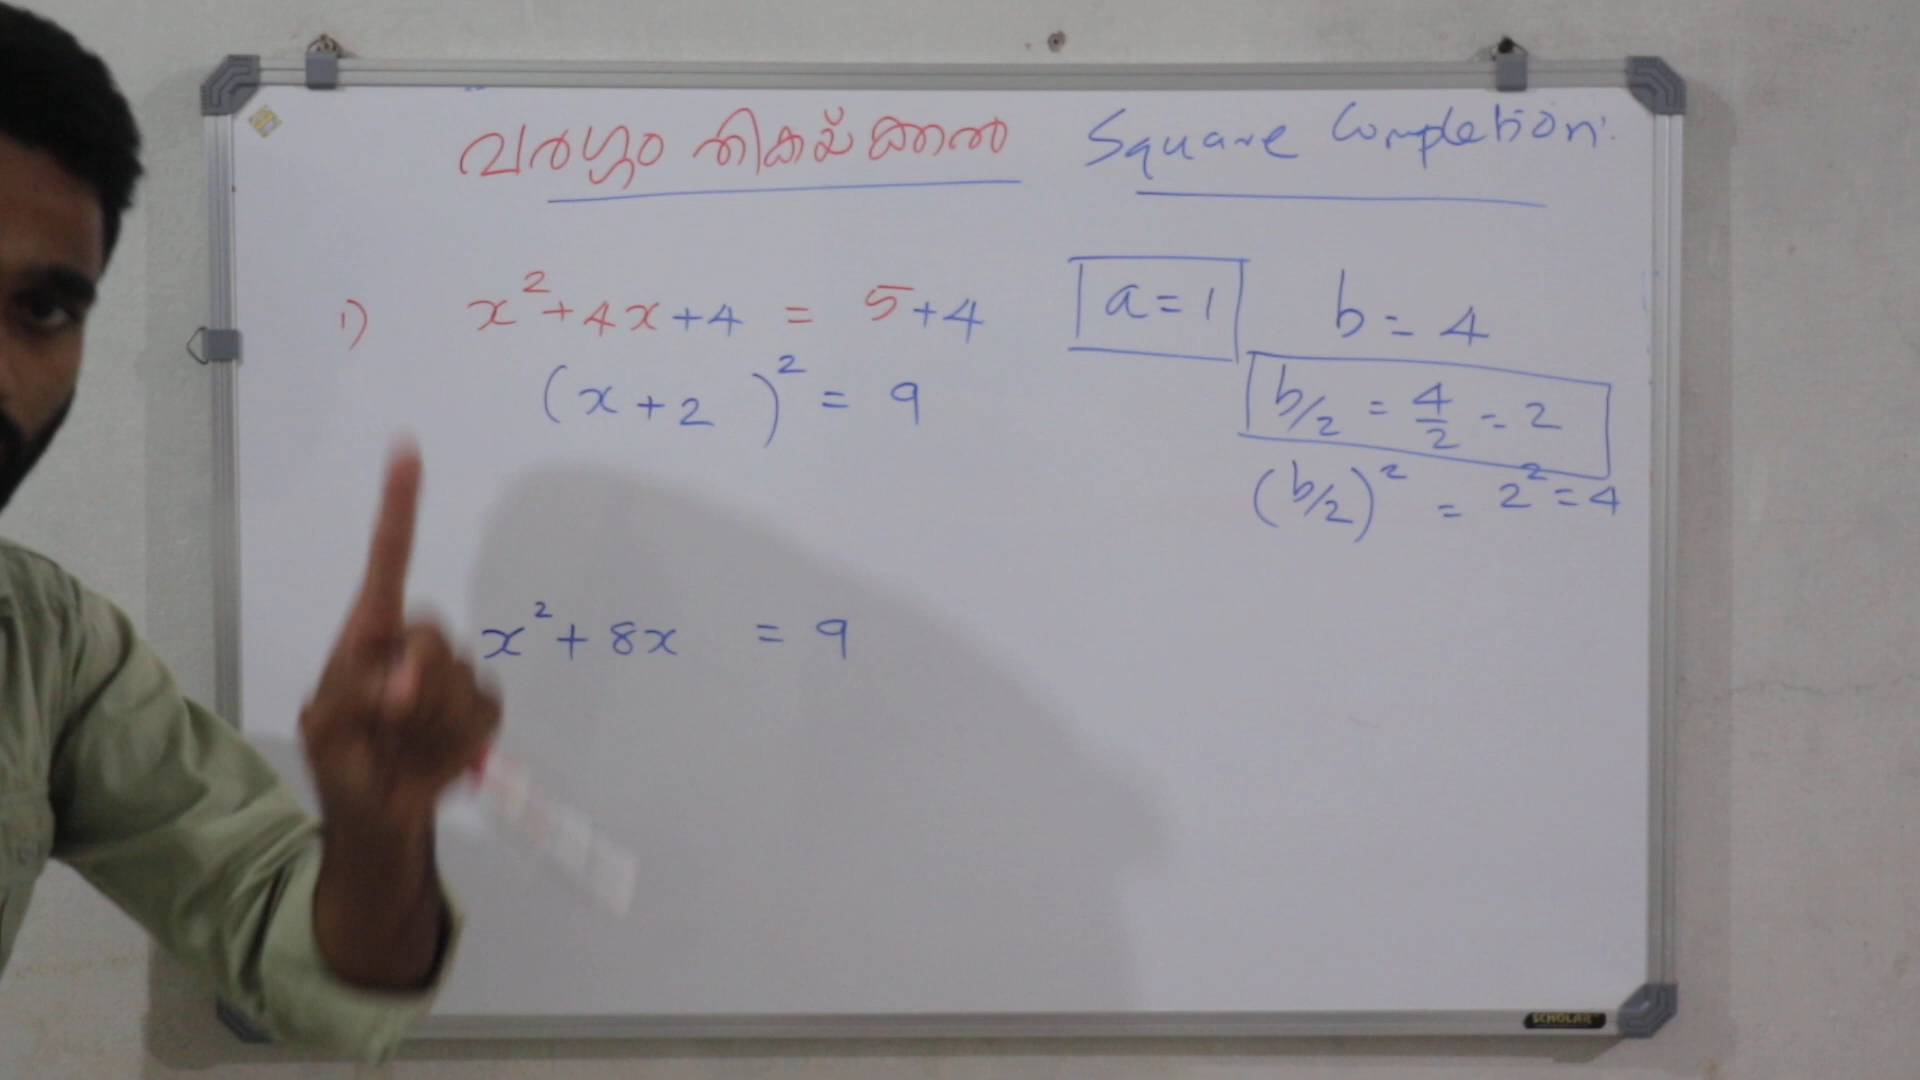 വർഗ്ഗം തികയ്ക്കൽ Square Completion.
1) x² + 4x + 4 = 5 + 4
(x + 2 )² = 9
a = 1
b = 4
b/2 = 4/2 = 2
(b/2)² = 2² = 4
x² + 8x = 9
SCHOLAR